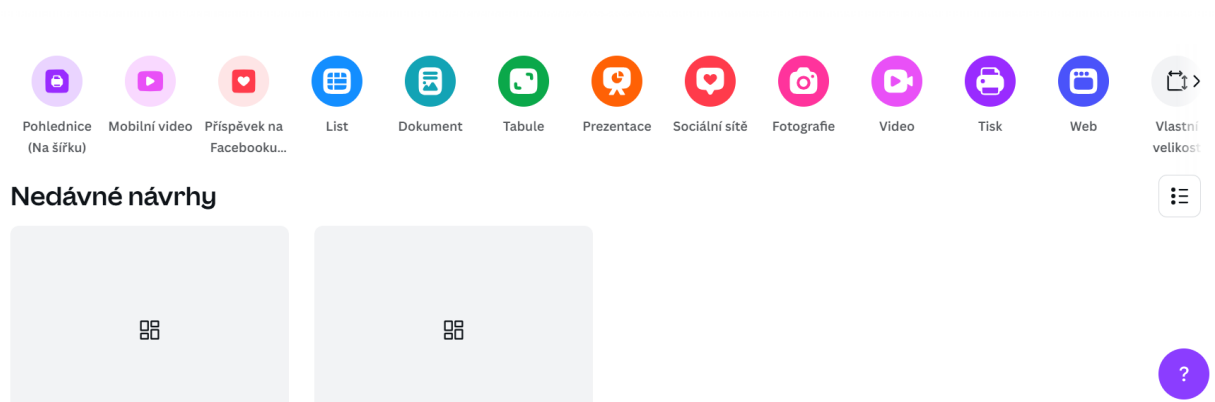 Pohlednice Mobilní video Příspěvek na List Dokument Tabule Prezentace Sociální sítě Fotografie Video Tisk Web Vlastní
(Na šířku) Facebooku... velikost
Nedávné návrhy
?